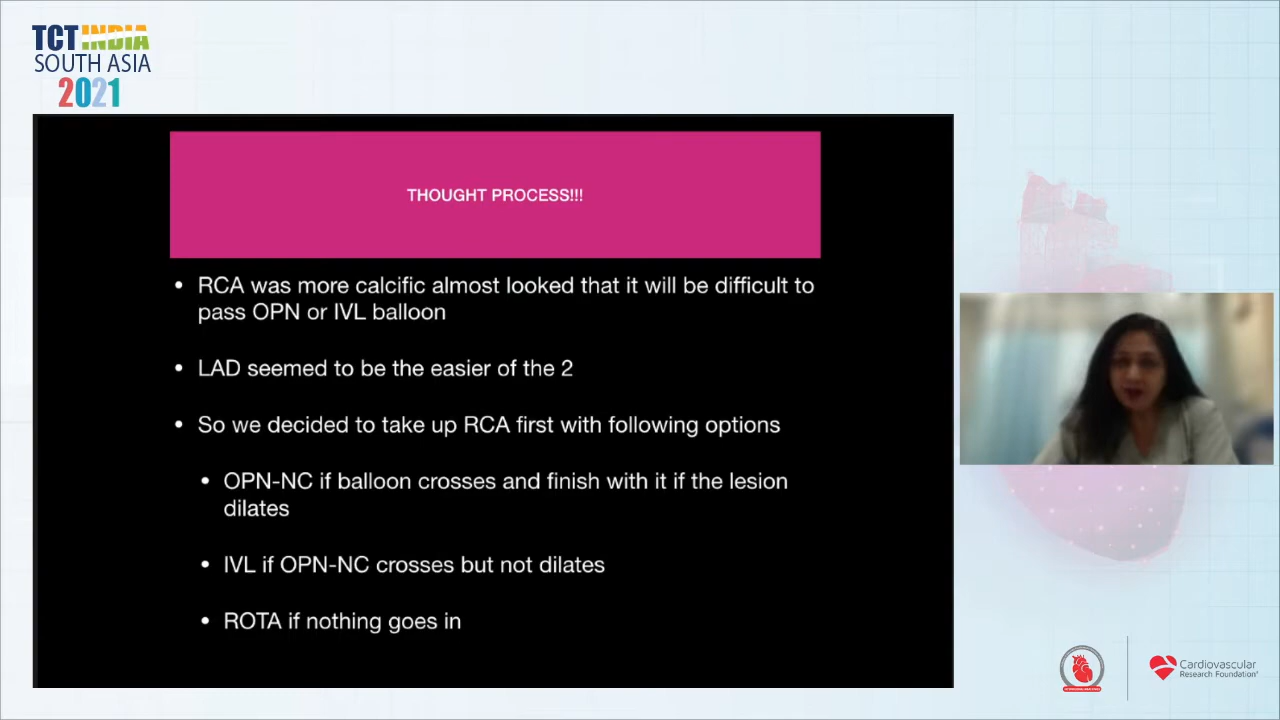 TCT INDIA
SOUTH ASIA
2021
THOUGHT PROCESS!!!
• RCA was more calcific almost looked that it will be difficult to
pass OPN or IVL balloon
• LAD seemed to be the easier of the 2
• So we decided to take up RCA first with following options
• OPN-NC if balloon crosses and finish with it if the lesion
dilates
• IVL if OPN-NC crosses but not dilates
• ROTA if nothing goes in
Cardiovascular
Research Foundation